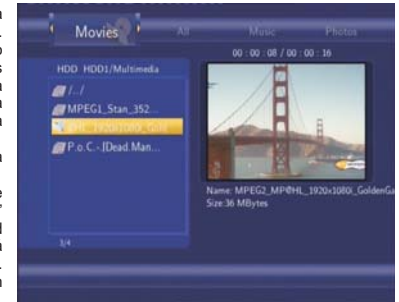 Movies
All
Music
Photos
00 : 00 : 08 / 00 : 00 : 16
HDD HDD1/Multimedia
/../
MPEG1_Stan_352...
P.o.C.-.[Dead.Man...
Name: MPEG2_MP@HL_1920x1080i_GoldenGa
Size:36 MBytes
3/4